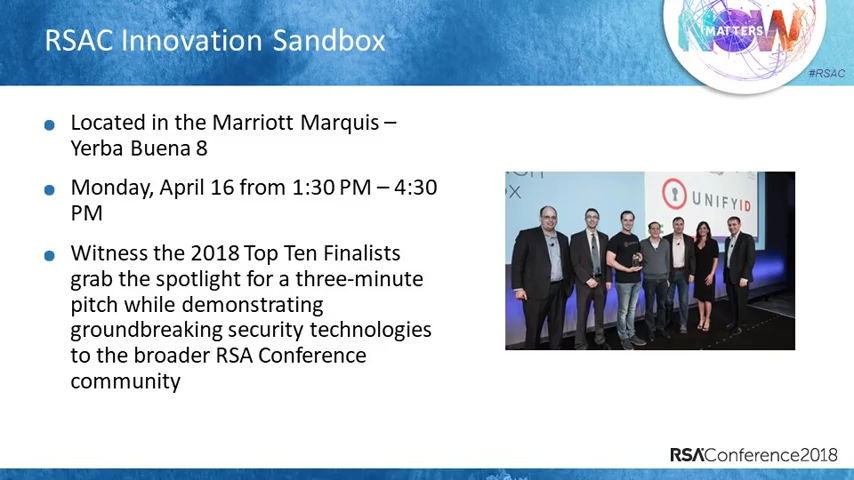 RSAC Innovation Sandbox
NOW
MATTERS
#RSAC
Located in the Marriott Marquis –
Yerba Buena 8
Monday, April 16 from 1:30 PM – 4:30
PM
Witness the 2018 Top Ten Finalists
grab the spotlight for a three-minute
pitch while demonstrating
groundbreaking security technologies
to the broader RSA Conference
community
UNIFYID
RSAConference2018